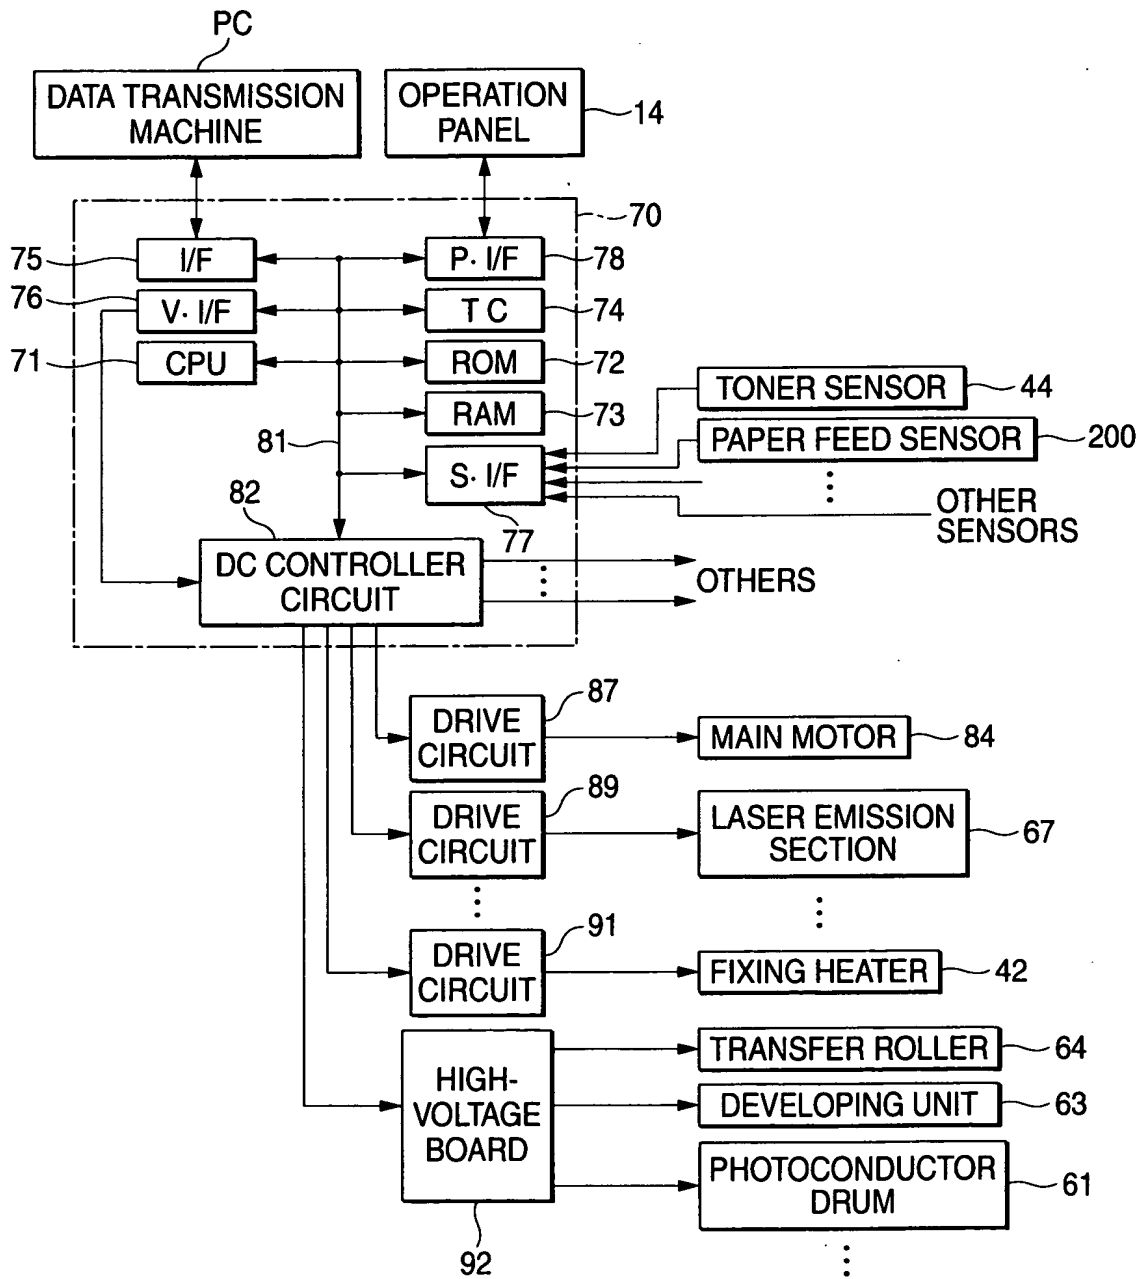 PC
DATA TRANSMISSION
MACHINE
OPERATION
PANEL
14
70
75
I/F
P· I/F
78
76
V· I/F
T C
74
71
CPU
ROM
72
RAM
73
TONER SENSOR
44
PAPER FEED SENSOR
200
81
S· I/F
77
OTHER
SENSORS
82
DC CONTROLLER
CIRCUIT
OTHERS
DRIVE
CIRCUIT
87
MAIN MOTOR
84
DRIVE
CIRCUIT
89
LASER EMISSION
SECTION
67
DRIVE
CIRCUIT
91
FIXING HEATER
42
HIGH-
VOLTAGE
BOARD
92
TRANSFER ROLLER
64
DEVELOPING UNIT
63
PHOTOCONDUCTOR
DRUM
61